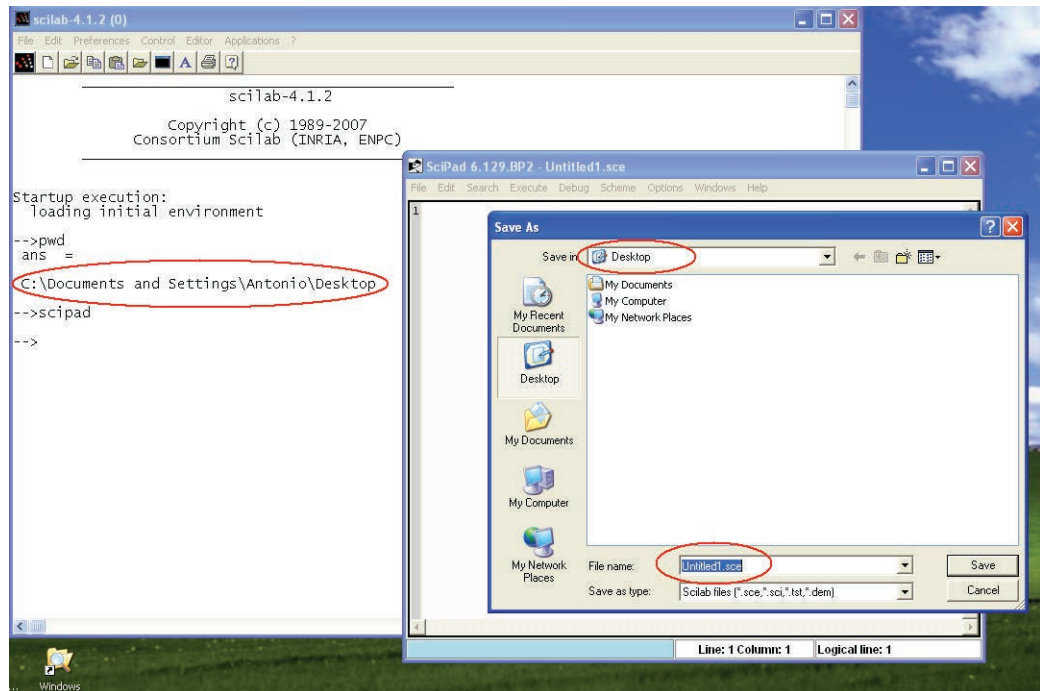 scilab-4.1.2 (0)
File Edit Preferences Control Editor Applications ?
scilab-4.1.2
Copyright (c) 1989-2007
Consortium Scilab (INRIA, ENPC)
Startup execution:
loading initial environment
-->pwd
ans =
C:\Documents and Settings\Antonio\Desktop
-->scipad
-->
SciPad 6.129.BP2 - Untitled1.sce
File Edit Search Execute Debug Scheme Options Windows Help
1
Save As
Save in
Desktop
My Documents
My Computer
My Network Places
My Recent
Documents
Desktop
My Documents
My Computer
My Network
Places
File name:
Untitled1.sce
Save
Save as type:
Scilab files (*.sce,*.sci,*.tst,*.dem)
Cancel
Line: 1 Column: 1
Logical line: 1
... Windows